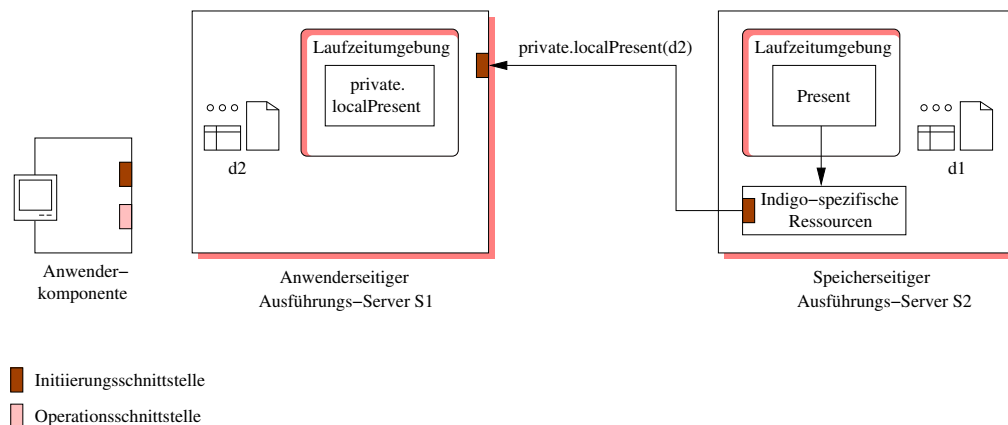 Laufzeitumgebung
private.
localPresent
d2
private.localPresent(d2)
Laufzeitumgebung
Present
d1
Indigo−spezifische
Ressourcen
Anwender−
komponente
Anwenderseitiger
Ausführungs−Server S1
Speicherseitiger
Ausführungs−Server S2
Initiierungsschnittstelle
Operationsschnittstelle